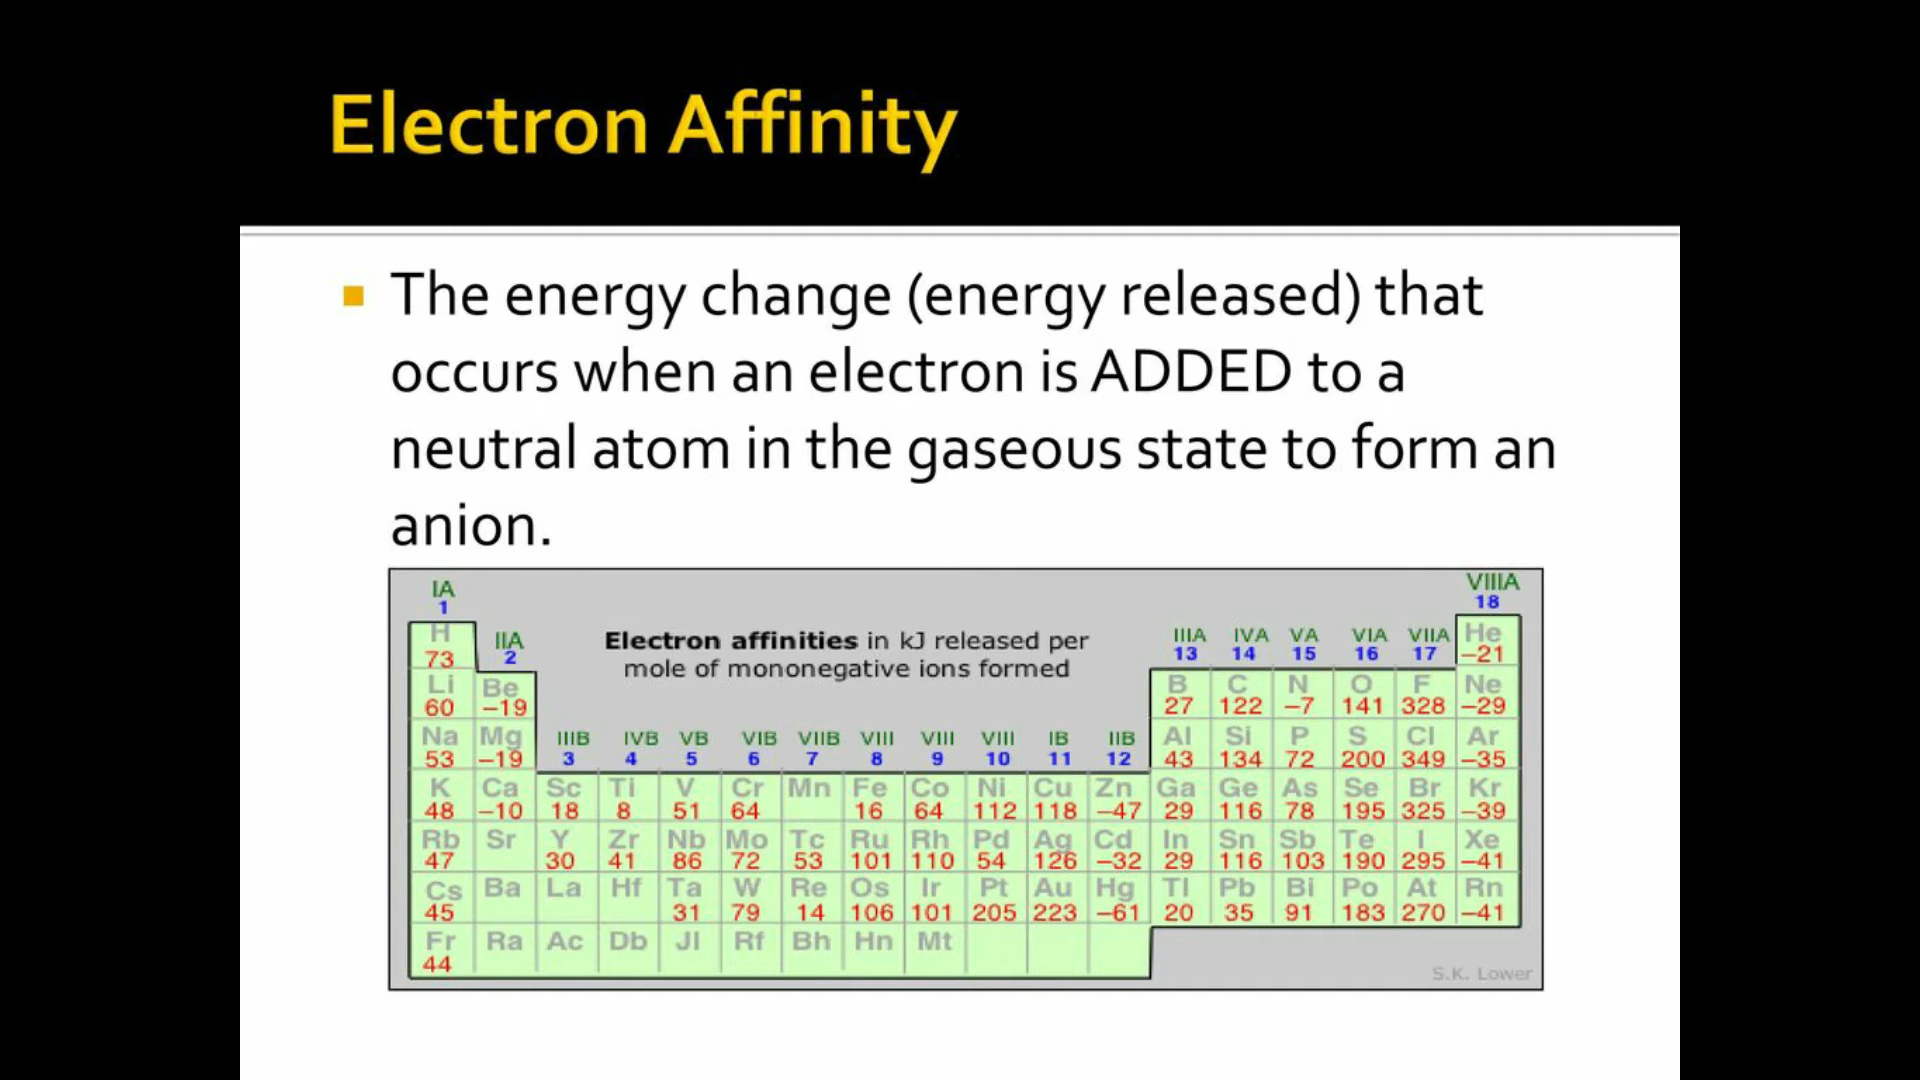 Electron Affinity
The energy change (energy released) that
occurs when an electron is ADDED to a
neutral atom in the gaseous state to form an
anion.
IA VIIIA
1 18
H IIA Electron affinities in kJ released per IIIA IVA VA VIA VIIA He
73 2 mole of mononegative ions formed 13 14 15 16 17 –21
Li Be B C N O F Ne
60 –19 27 122 –7 141 328 –29
Na Mg IIIB IVB VB VIB VIIB VIII VIII VIII IB IIB Al Si P S Cl Ar
53 –19 3 4 5 6 7 8 9 10 11 12 43 134 72 200 349 –35
K Ca Sc Ti V Cr Mn Fe Co Ni Cu Zn Ga Ge As Se Br Kr
48 –10 18 8 51 64 16 64 112 118 –47 29 116 78 195 325 –39
Rb Sr Y Zr Nb Mo Tc Ru Rh Pd Ag Cd In Sn Sb Te I Xe
47 30 41 86 72 53 101 110 54 126 –32 29 116 103 190 295 –41
Cs Ba La Hf Ta W Re Os Ir Pt Au Hg Tl Pb Bi Po At Rn
45 31 79 14 106 101 205 223 –61 20 35 91 183 270 –41
Fr Ra Ac Db Jl Rf Bh Hn Mt
44
S.K. Lower